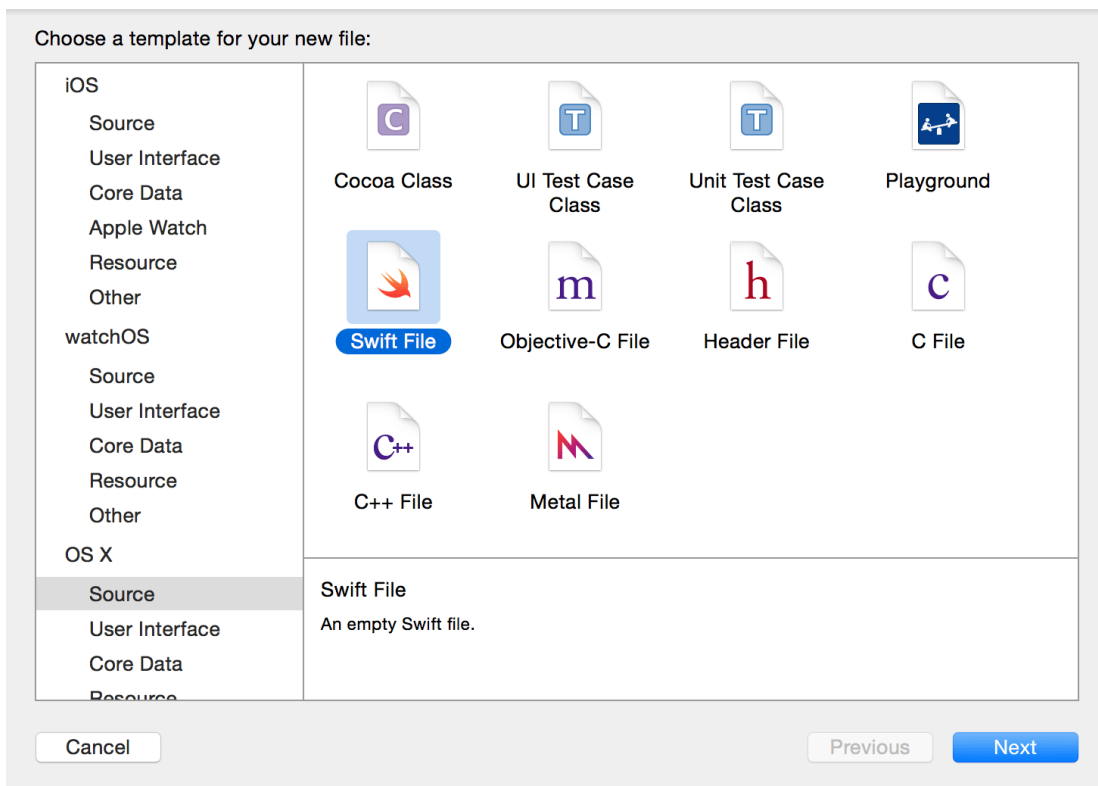 Choose a template for your new file:
iOS
Source
User Interface
Core Data
Apple Watch
Resource
Other
watchOS
Source
User Interface
Core Data
Resource
Other
OS X
Source
User Interface
Core Data
Resource
C
Cocoa Class
T
UI Test Case
Class
T
Unit Test Case
Class
Playground
Swift File
m
Objective-C File
h
Header File
c
C File
C++
C++ File
Metal File
Swift File
An empty Swift file.
Cancel
Previous
Next